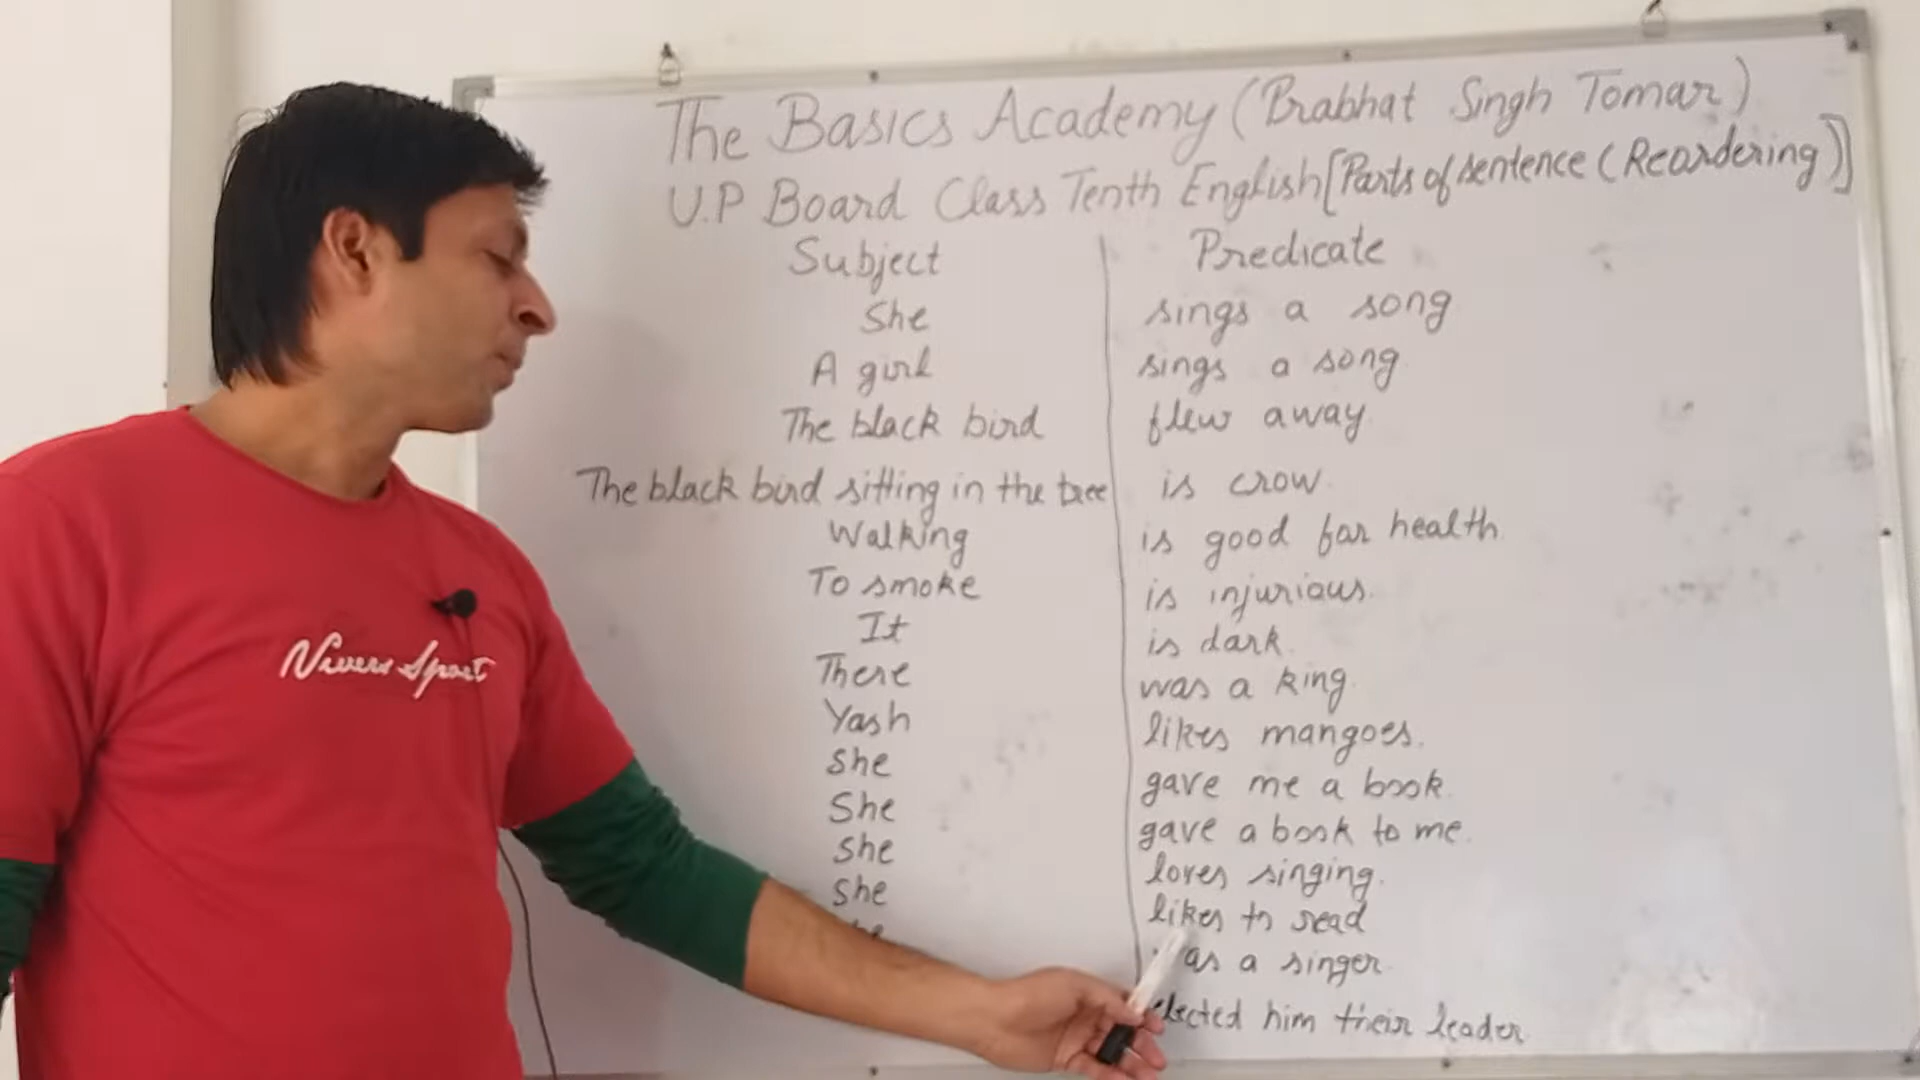 The Basics Academy (Prabhat Singh Tomar)
U.P Board Class Tenth English [Parts of sentence (Reordering)]
Subject Predicate
She sings a song
A girl sings a song
The black bird flew away.
The black bird sitting in the tree is crow.
Walking is good for health.
To smoke is injurious.
It is dark.
There was a king.
Yash likes mangoes.
She gave me a book.
She gave a book to me.
She loves singing.
She likes to read
a singer.
him their leader.
Nivera Sport